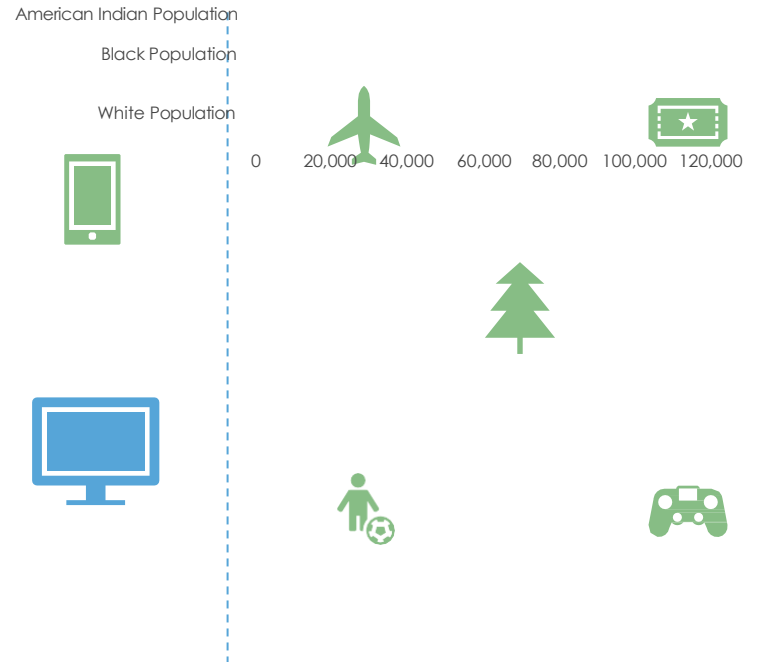 American Indian Population
Black Population
White Population
0 20,000 40,000 60,000 80,000 100,000 120,000